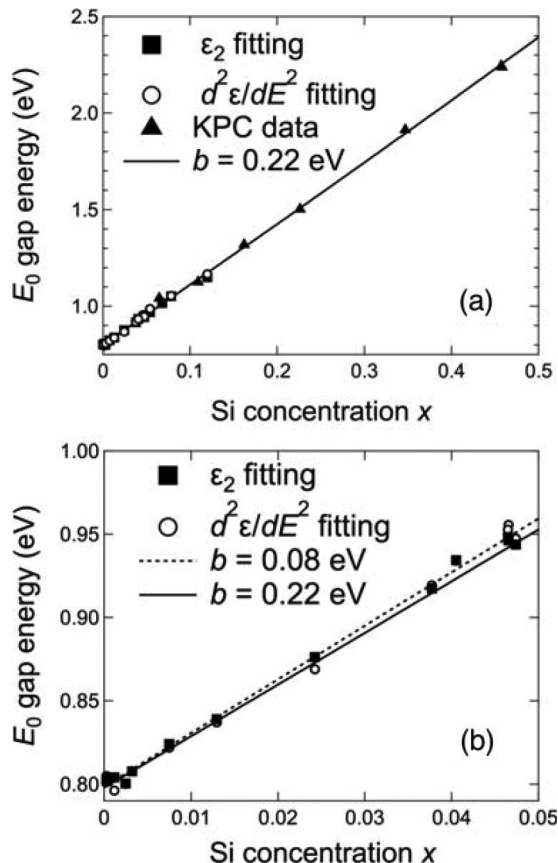 2.5
2.0
1.5
1.0
E₀ gap energy (eV)
ε₂ fitting
d²ε/dE² fitting
KPC data
b = 0.22 eV
(a)
0 0.1 0.2 0.3 0.4 0.5
Si concentration x
1.00
0.95
0.90
0.85
0.80
E₀ gap energy (eV)
ε₂ fitting
d²ε/dE² fitting
b = 0.08 eV
b = 0.22 eV
(b)
0 0.01 0.02 0.03 0.04 0.05
Si concentration x